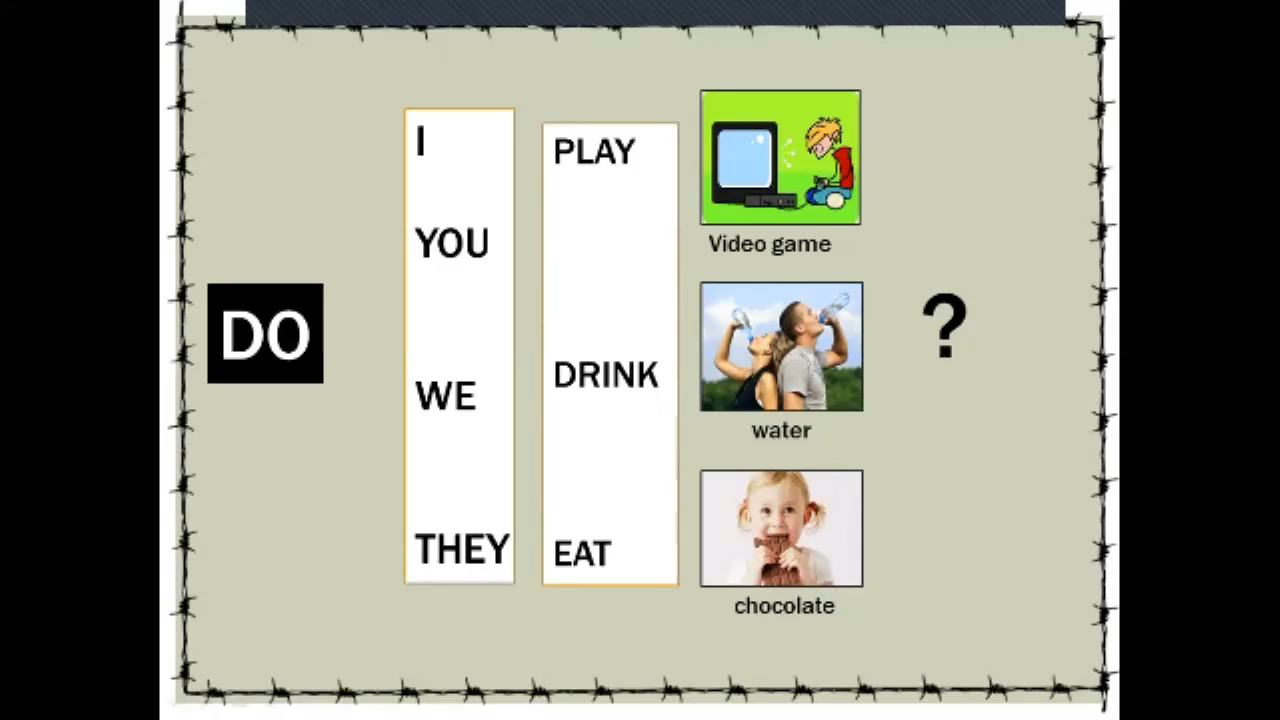 DO
I
YOU
WE
THEY
PLAY
DRINK
EAT
Video game
water
chocolate
?